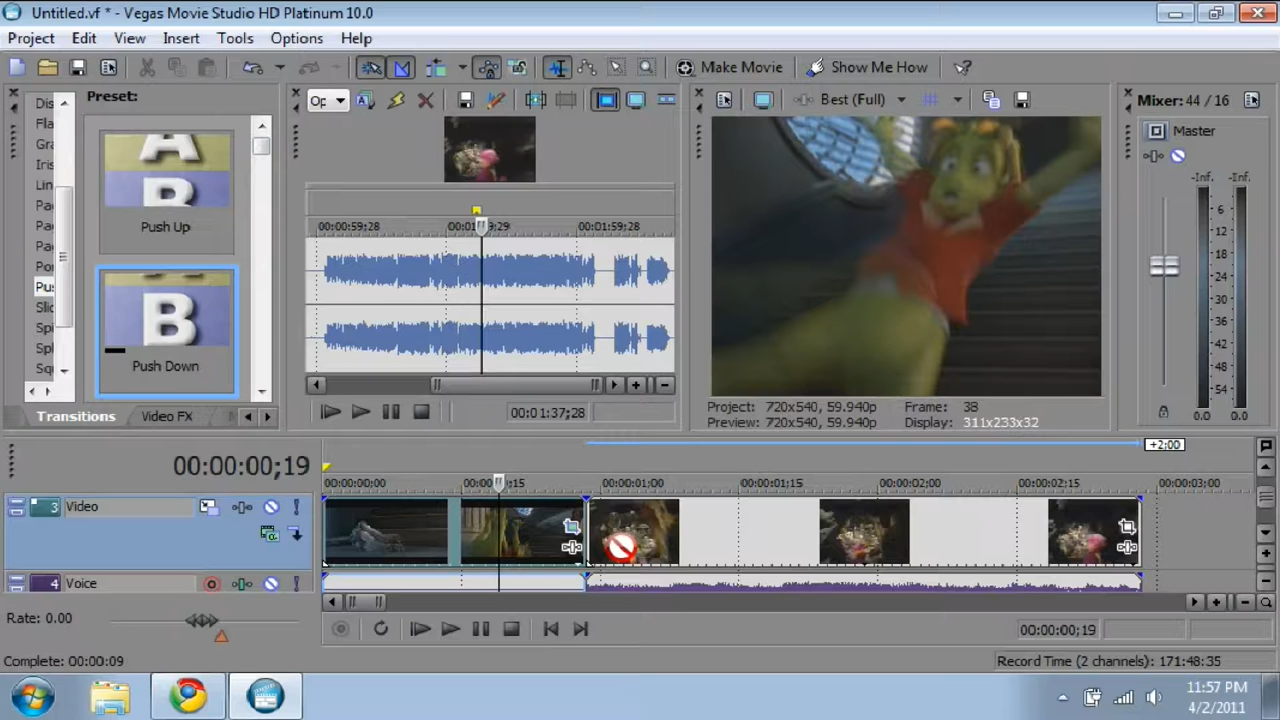 Untitled.vf * - Vegas Movie Studio HD Platinum 10.0
Project Edit View Insert Tools Options Help
Make Movie Show Me How
Preset:
Push Up
Push Down
Transitions Video FX
00:00:59;28 00:01:59;28
00:01:37;28
Best (Full)
Project: 720x540, 59.940p Frame: 38
Preview: 720x540, 59.940p Display: 311x233x32
Mixer: 44 / 16
Master
-Inf. -Inf.
6
12
18
24
30
36
42
48
54
0.0 0.0
+2:00
00:00:00;19
00:00:00;00 00:00:01;00 00:00:01;15 00:00:02;00 00:00:02;15 00:00:03;00
3 Video
4 Voice
Rate: 0.00
00:00:00;19
Complete: 00:00:09
Record Time (2 channels): 171:48:35
11:57 PM
4/2/2011